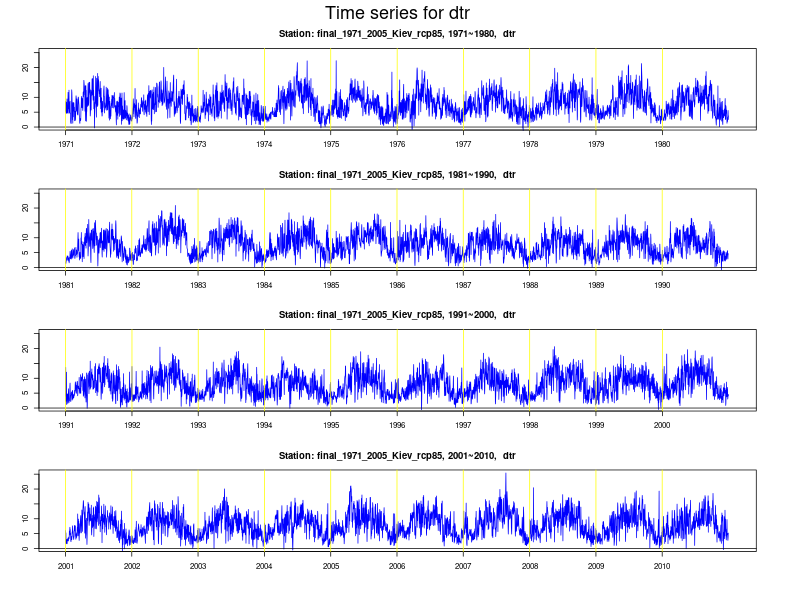 Time series for dtr
Station: final_1971_2005_Kiev_rcp85, 1971~1980, dtr
20
10
5
0
1971 1972 1973 1974 1975 1976 1977 1978 1979 1980
Station: final_1971_2005_Kiev_rcp85, 1981~1990, dtr
20
10
5
0
1981 1982 1983 1984 1985 1986 1987 1988 1989 1990
Station: final_1971_2005_Kiev_rcp85, 1991~2000, dtr
20
10
5
0
1991 1992 1993 1994 1995 1996 1997 1998 1999 2000
Station: final_1971_2005_Kiev_rcp85, 2001~2010, dtr
20
10
5
0
2001 2002 2003 2004 2005 2006 2007 2008 2009 2010